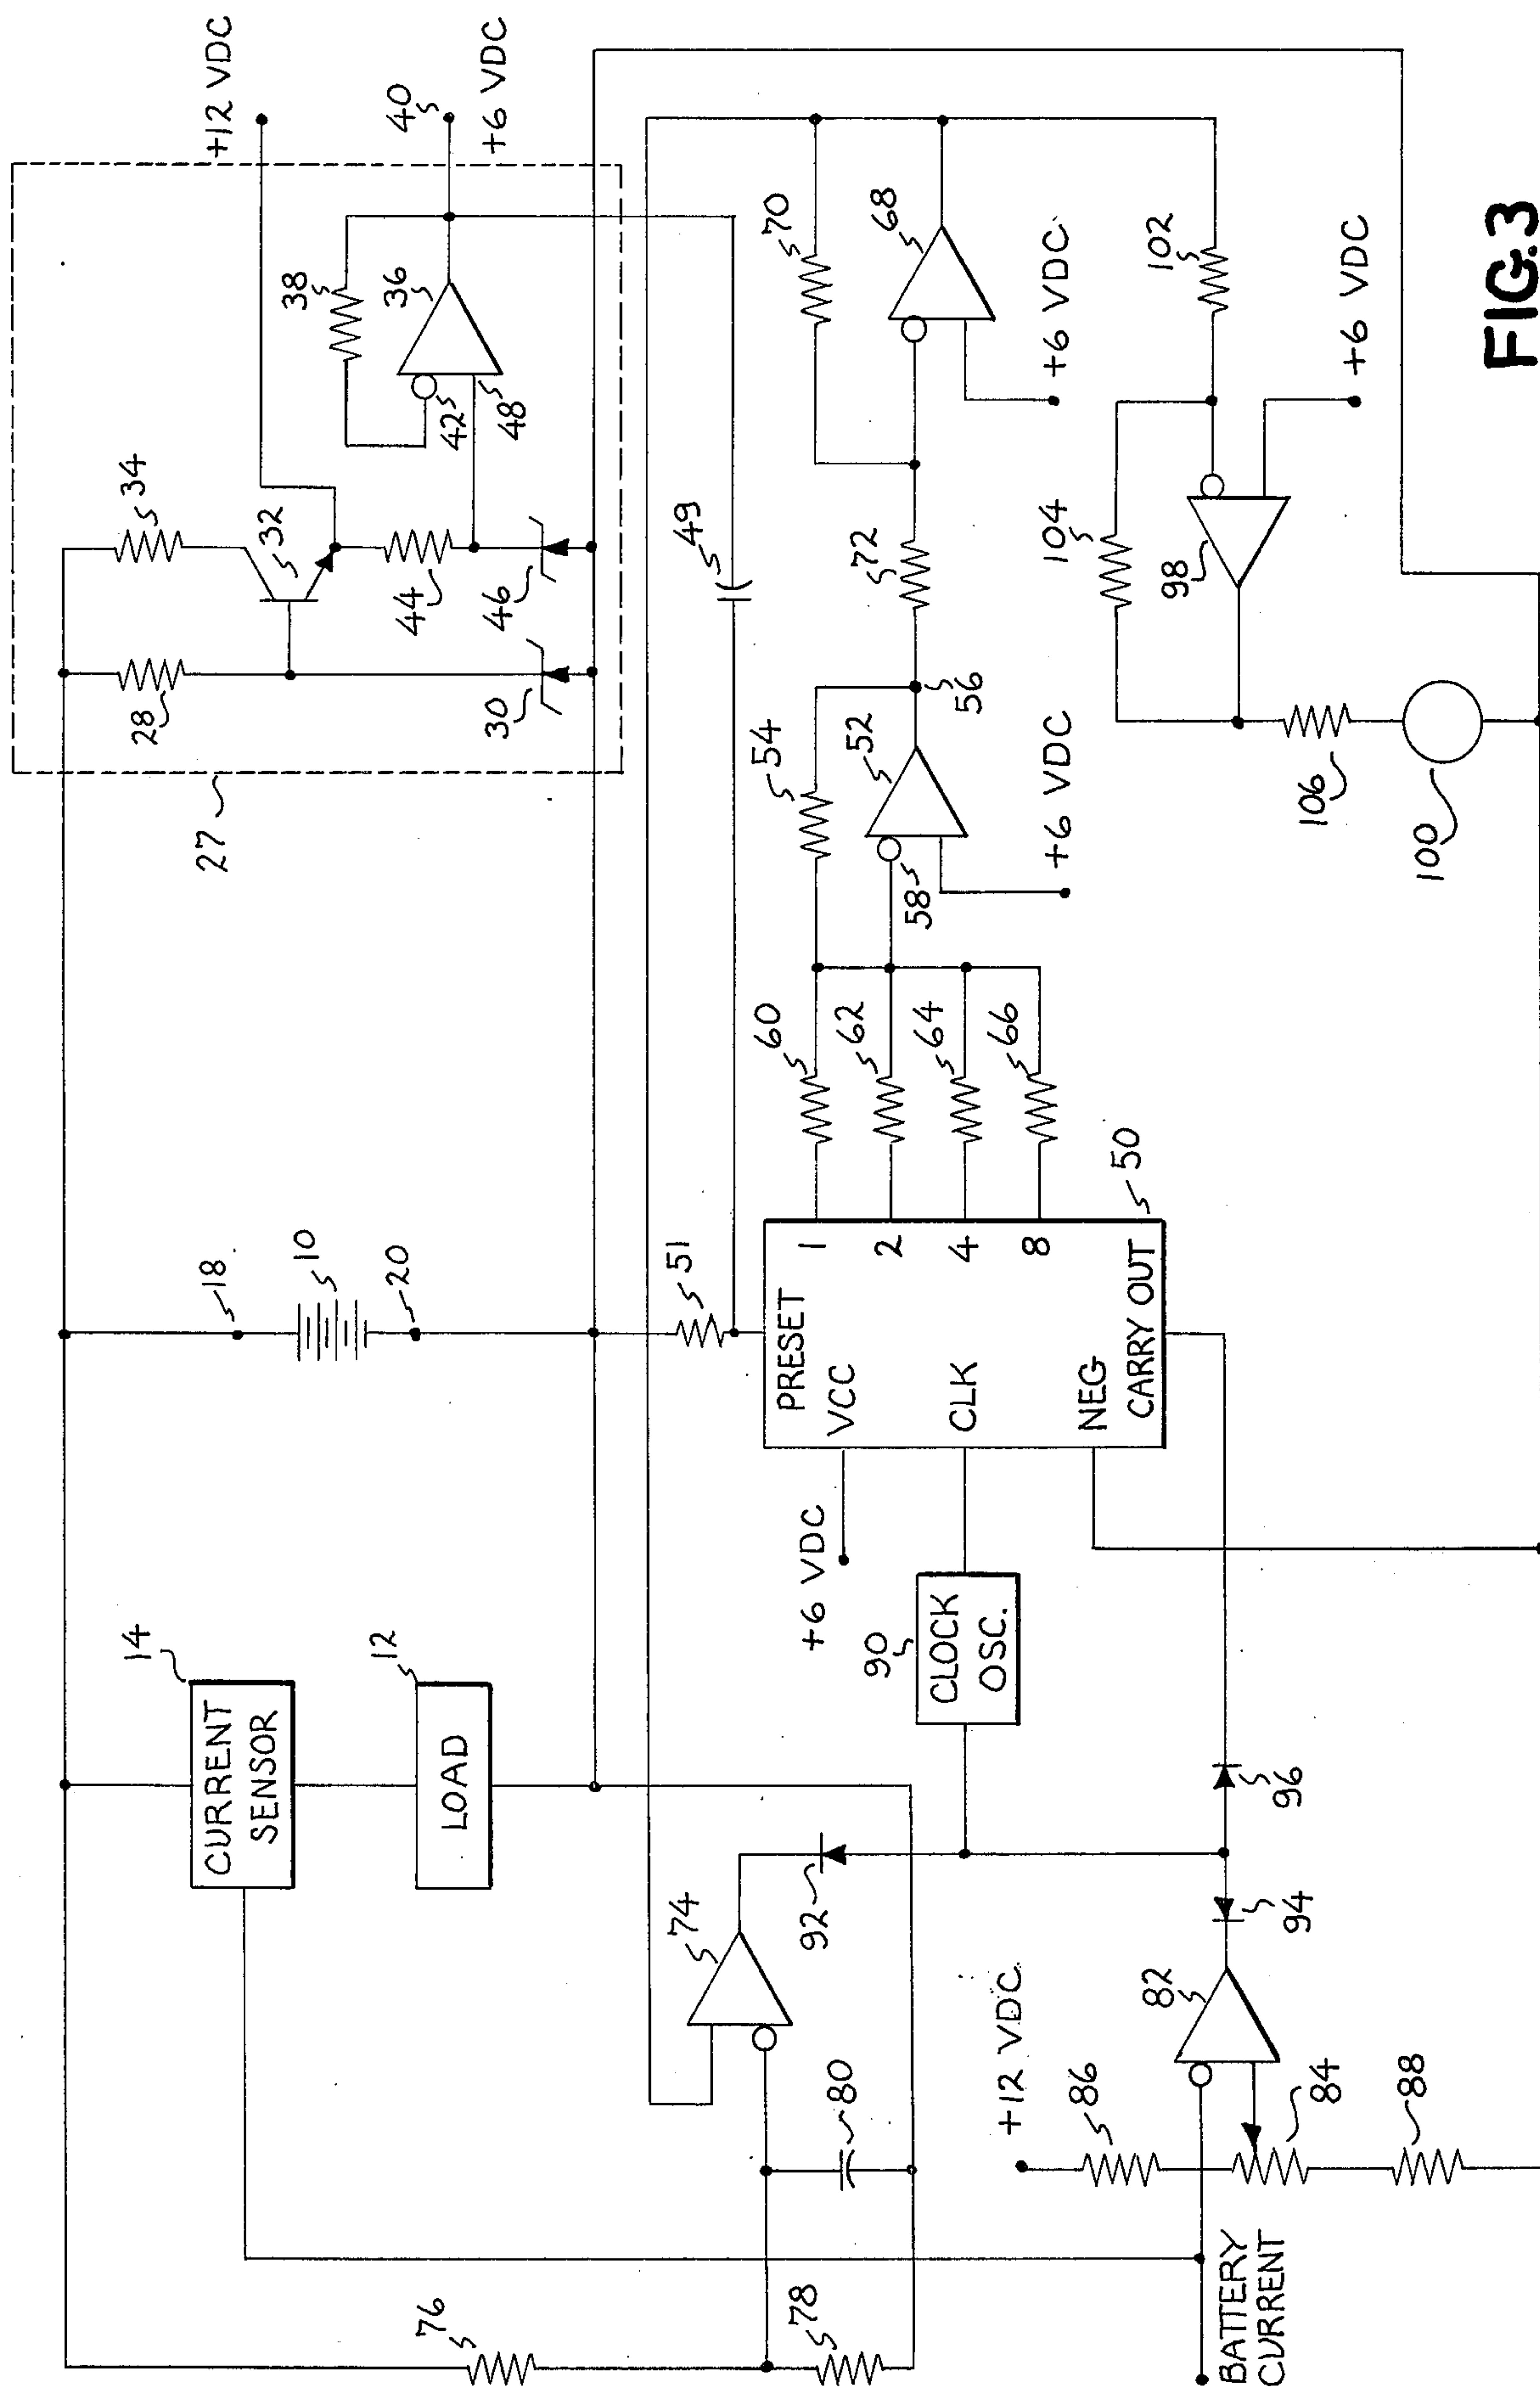 +12 VDC
40
+6 VDC
34
38
32
36
28
44
42
48
46
30
27
18
10
20
14
CURRENT
SENSOR
12
LOAD
49
51
70
68
72
+6 VDC
54
52
56
58
+6 VDC
60
62
64
66
102
+6 VDC
104
98
106
100
PRESET
VCC
CLK
NEG
CARRY OUT
1
2
4
8
50
+6 VDC
90
CLOCK
OSC.
74
92
96
94
82
80
+12 VDC
86
84
88
76
78
BATTERY
CURRENT
FIG.3